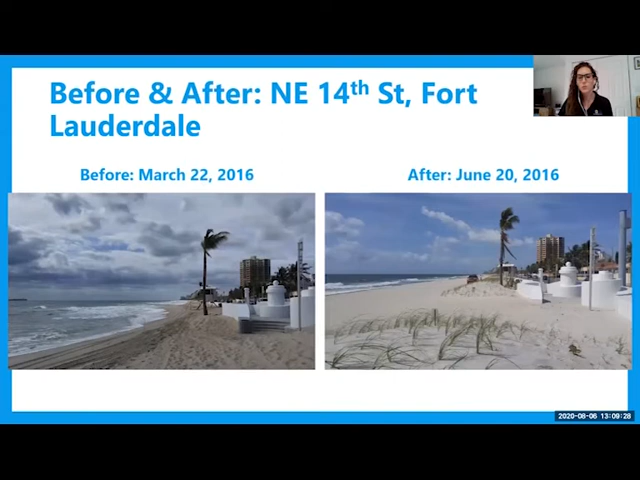 Before & After: NE 14th St, Fort
Lauderdale
Before: March 22, 2016
After: June 20, 2016
2020-08-06 13:09:28